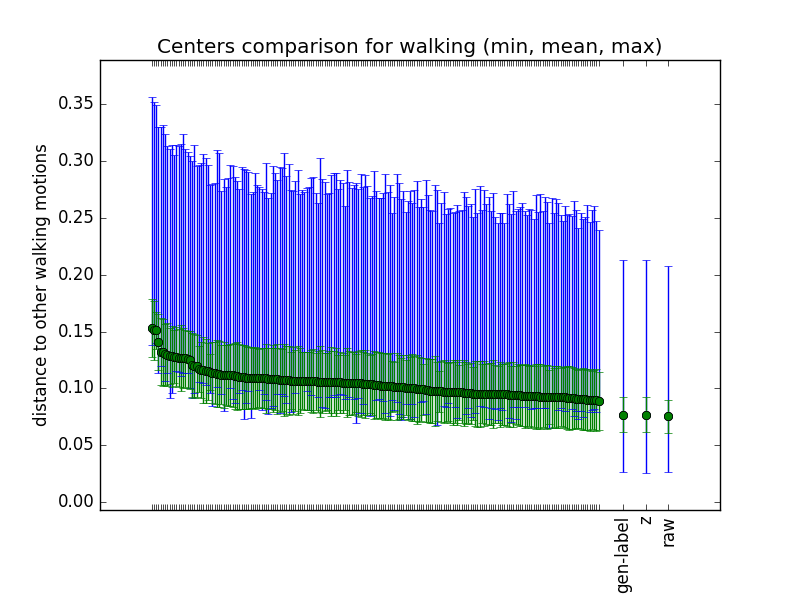 Centers comparison for walking (min, mean, max)
distance to other walking motions
0.35
0.30
0.25
0.20
0.15
0.10
0.05
0.00
gen-label
z
raw